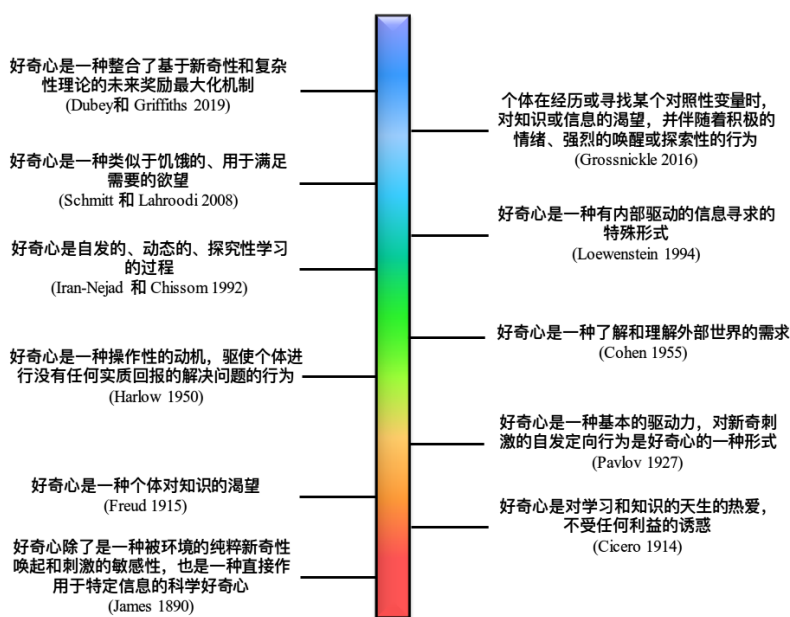 好奇心是一种整合了基于新奇性和复杂
性理论的未来奖励最大化机制
(Dubey和 Griffiths 2019)
个体在经历或寻找某个对照性变量时，
对知识或信息的渴望，并伴随着积极的
情绪、强烈的唤醒或探索性的行为
(Grossnickle 2016)
好奇心是一种类似于饥饿的、用于满足
需要的欲望
(Schmitt 和 Lahroodi 2008)
好奇心是一种有内部驱动的信息寻求的
特殊形式
(Loewenstein 1994)
好奇心是自发的、动态的、探究性学习
的过程
(Iran-Nejad 和 Chissom 1992)
好奇心是一种了解和理解外部世界的需求
(Cohen 1955)
好奇心是一种操作性的动机，驱使个体进
行没有任何实质回报的解决问题的行为
(Harlow 1950)
好奇心是一种基本的驱动力，对新奇刺
激的自发定向行为是好奇心的一种形式
(Pavlov 1927)
好奇心是一种个体对知识的渴望
(Freud 1915)
好奇心是对学习和知识的天生的热爱，
不受任何利益的诱惑
(Cicero 1914)
好奇心除了是一种被环境的纯粹新奇性
唤起和刺激的敏感性，也是一种直接作
用于特定信息的科学好奇心
(James 1890)